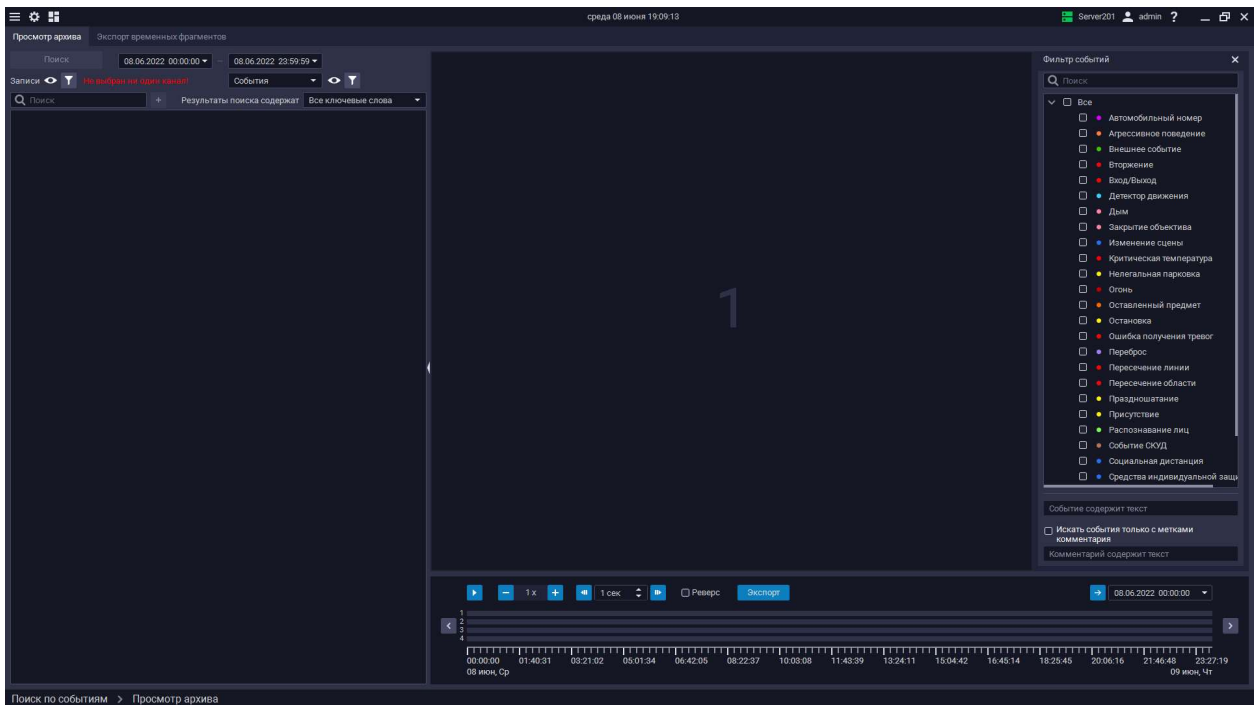 среда 08 июня 19:09:13
Server201 admin ?
Просмотр архива Экспорт временных фрагментов
Поиск 08.06.2022 00:00:00 – 08.06.2022 23:59:59
Записи Не выбран ни один канал! События
Поиск + Результаты поиска содержат Все ключевые слова
1
Фильтр событий
Поиск
Все
Автомобильный номер
Агрессивное поведение
Внешнее событие
Вторжение
Вход/Выход
Детектор движения
Дым
Закрытие объектива
Изменение сцены
Критическая температура
Нелегальная парковка
Огонь
Оставленный предмет
Остановка
Ошибка получения тревог
Переброс
Пересечение линии
Пересечение области
Праздношатание
Присутствие
Распознавание лиц
Событие СКУД
Социальная дистанция
Средства индивидуальной защи
Событие содержит текст
Искать события только с метками
комментария
Комментарий содержит текст
1 x 1 сек Реверс Экспорт 08.06.2022 00:00:00
1
2
3
4
00:00:00 01:40:31 03:21:02 05:01:34 06:42:05 08:22:37 10:03:08 11:43:39 13:24:11 15:04:42 16:45:14 18:25:45 20:06:16 21:46:48 23:27:19
08 июн, Ср 09 июн, Чт
Поиск по событиям > Просмотр архива